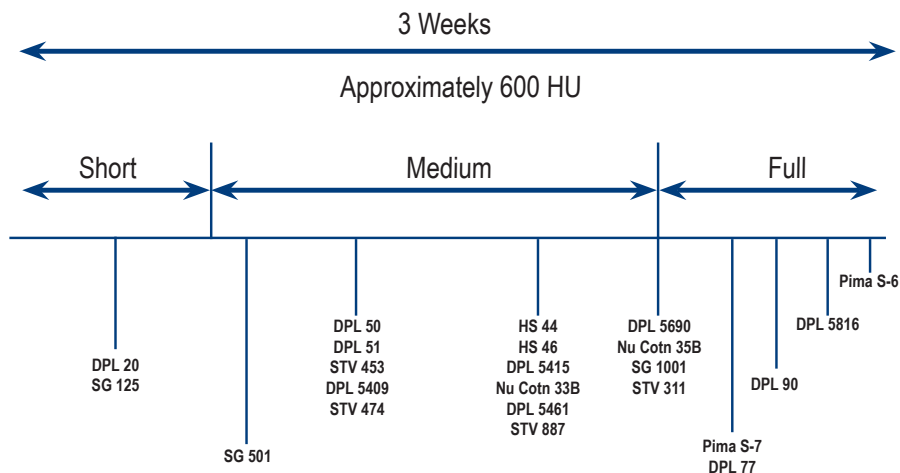 3 Weeks
Approximately 600 HU
Short
Medium
Full
DPL 20
SG 125
SG 501
DPL 50
DPL 51
STV 453
DPL 5409
STV 474
HS 44
HS 46
DPL 5415
Nu Cotn 33B
DPL 5461
STV 887
DPL 5690
Nu Cotn 35B
SG 1001
STV 311
Pima S-7
DPL 77
DPL 90
DPL 5816
Pima S-6